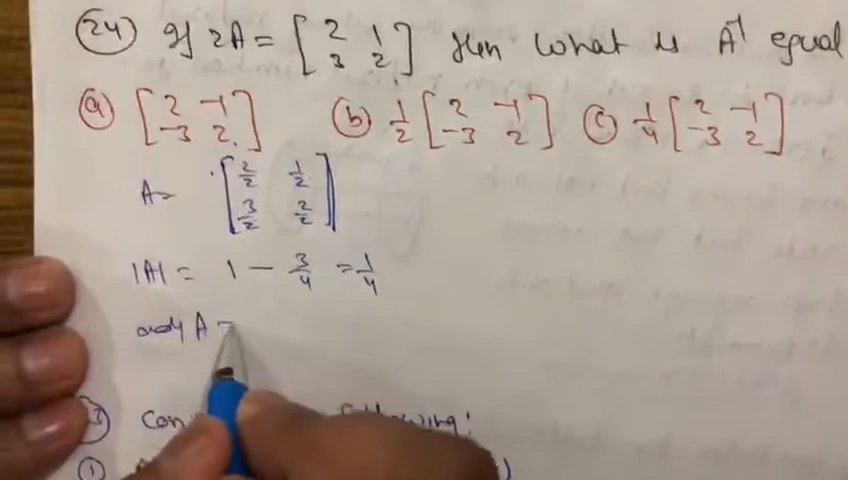 24 If 2A = [ 2 1 3 2 ] then what is A⁻¹ equal
a [ 2 -1 -3 2 ] b 1/2 [ 2 -1 -3 2 ] c 1/4 [ 2 -1 -3 2 ]
A = [ 2/2 1/2 3/2 2/2 ]
|A| = 1 - 3/4 = 1/4
adj A =